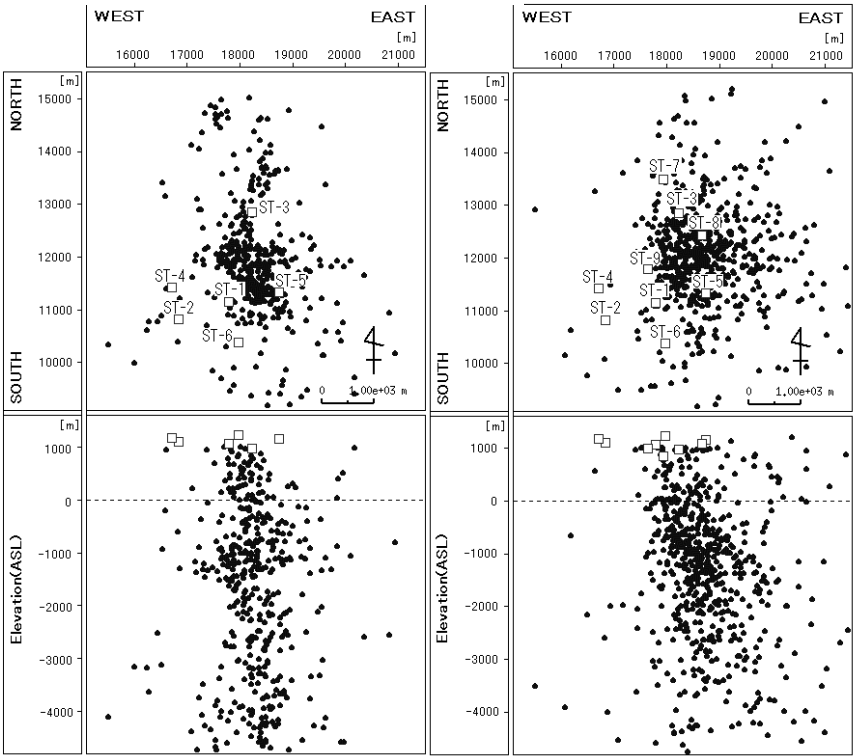 WEST EAST
[m]
16000 17000 18000 19000 20000 21000
[m]
NORTH
SOUTH
15000
14000
13000
12000
11000
10000
ST-3
ST-4
ST-5
ST-1
ST-2
ST-6
4
0 1.00e+03 m
[m]
Elevation(ASL)
1000
0
-1000
-2000
-3000
-4000
WEST EAST
[m]
16000 17000 18000 19000 20000 21000
[m]
NORTH
SOUTH
15000
14000
13000
12000
11000
10000
ST-7
ST-3
ST-8
ST-9
ST-4
ST-5
ST-1
ST-2
ST-6
4
0 1.00e+03 m
[m]
Elevation(ASL)
1000
0
-1000
-2000
-3000
-4000